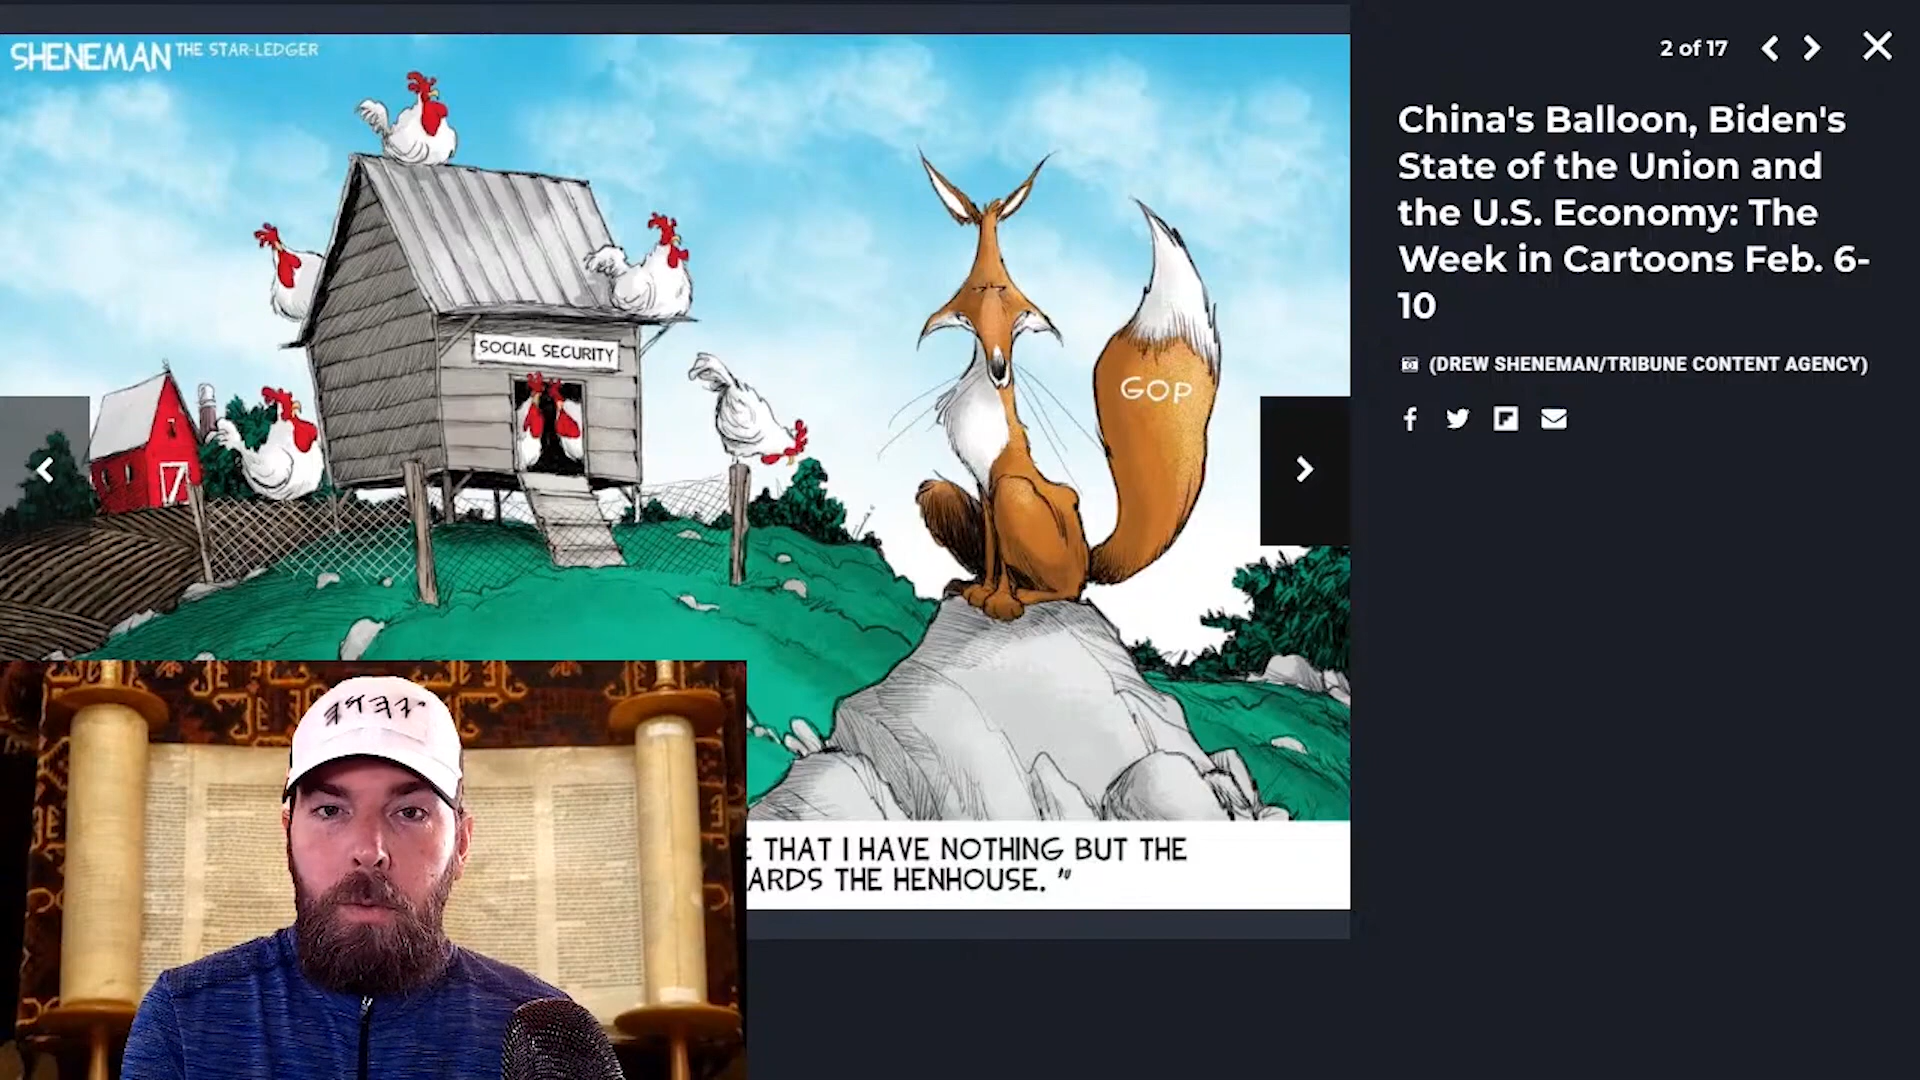 SHENEMAN THE STAR-LEDGER
SOCIAL SECURITY
GOP
THAT I HAVE NOTHING BUT THE
ARDS THE HENHOUSE."
𐤉𐤄𐤅𐤄
2 of 17
China's Balloon, Biden's
State of the Union and
the U.S. Economy: The
Week in Cartoons Feb. 6-
10
(DREW SHENEMAN/TRIBUNE CONTENT AGENCY)